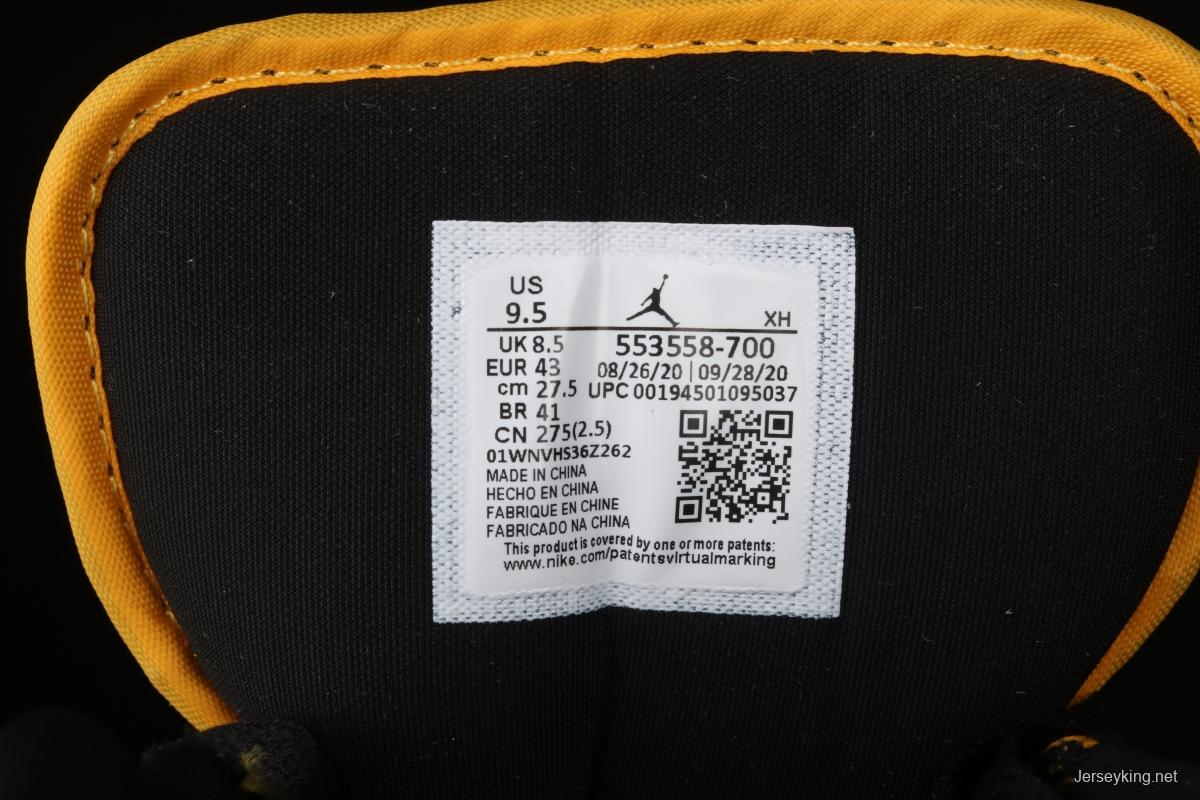 US
9.5
XH
UK 8.5
553558-700
EUR 43
08/26/20 | 09/28/20
cm 27.5
UPC 00194501095037
BR 41
CN 275(2.5)
01WNVHS36Z262
MADE IN CHINA
HECHO EN CHINA
FABRIQUE EN CHINE
FABRICADO NA CHINA
This product is covered by one or more patents:
www.nike.com/patentsvirtualmarking
Jerseyking.net